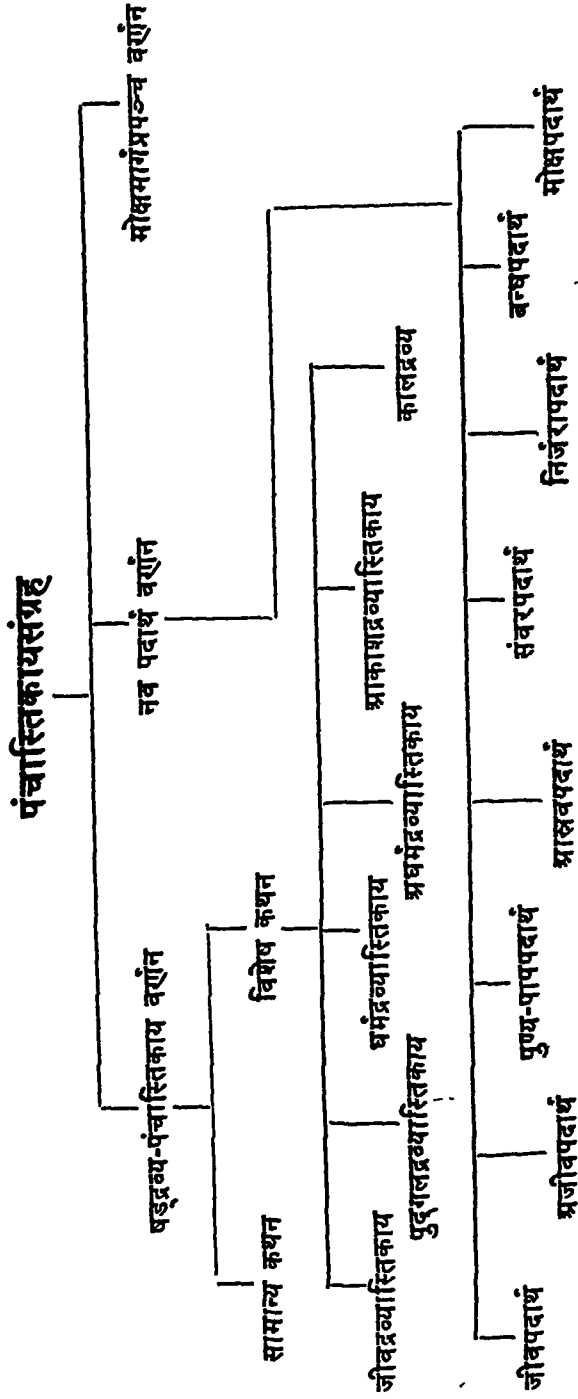 पंचास्तिकायसंग्रह
षड्द्रव्य-पंचास्तिकाय वर्णन
नव पदार्थ वर्णन
मोक्षमार्गप्रपञ्च वर्णन
सामान्य कथन
विशेष कथन
जीवद्रव्यास्तिकाय
पुद्गलद्रव्यास्तिकाय
धर्मद्रव्यास्तिकाय
अधर्मद्रव्यास्तिकाय
आकाशद्रव्यास्तिकाय
कालद्रव्य
जीवपदार्थ
अजीवपदार्थ
पुण्य-पापपदार्थ
आस्रवपदार्थ
संवरपदार्थ
निर्जरापदार्थ
बन्धपदार्थ
मोक्षपदार्थ